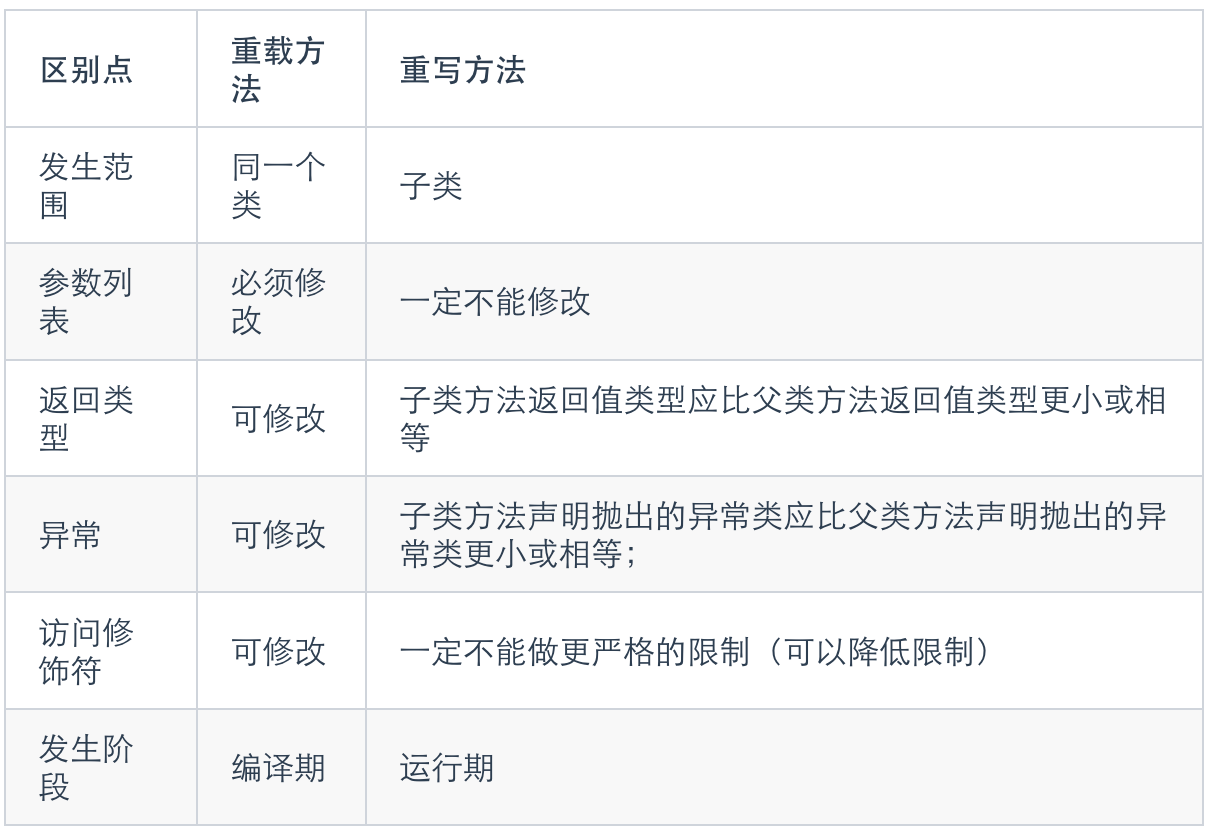 区别点
重载方
法
重写方法
发生范
围
同一个
类
子类
参数列
表
必须修
改
一定不能修改
返回类
型
可修改
子类方法返回值类型应比父类方法返回值类型更小或相
等
异常
可修改
子类方法声明抛出的异常类应比父类方法声明抛出的异
常类更小或相等；
访问修
饰符
可修改
一定不能做更严格的限制（可以降低限制）
发生阶
段
编译期
运行期